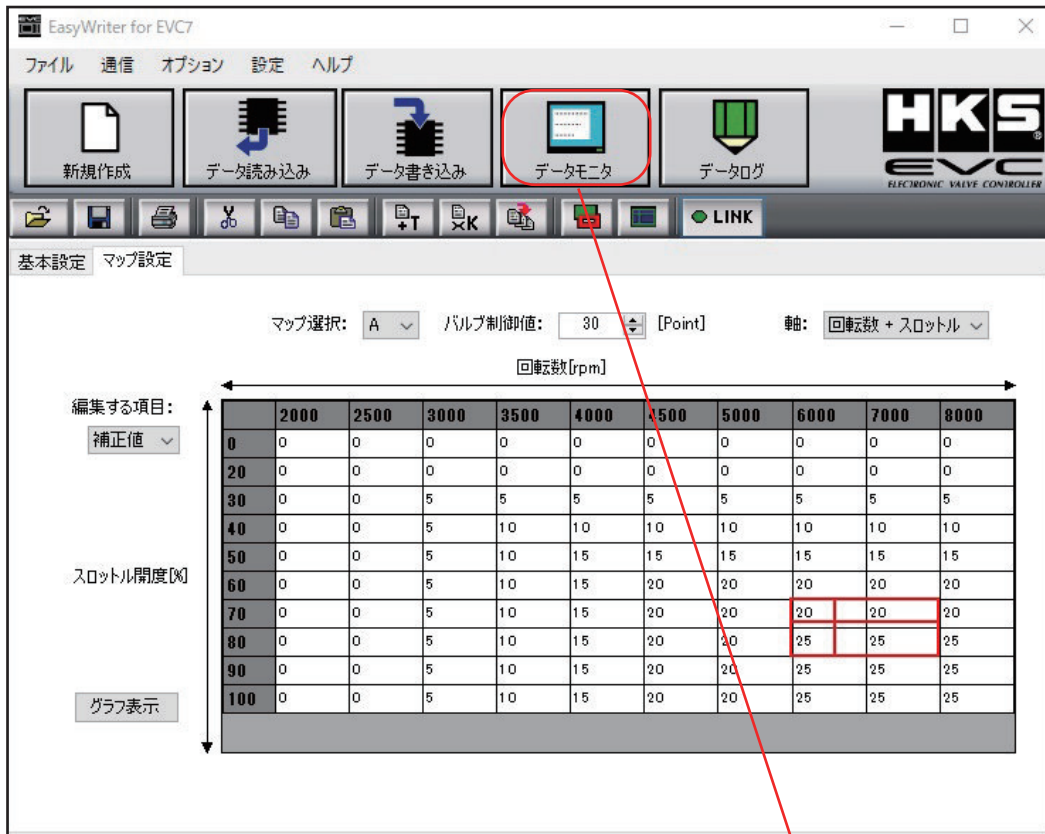 EasyWriter for EVC7
ファイル 通信 オプション 設定 ヘルプ
新規作成 データ読み込み データ書き込み データモニタ データログ
HKS
EVC
ELECTRONIC VALVE CONTROLLER
+T ×K LINK
基本設定 マップ設定
マップ選択: A バルブ制御値: 30 [Point] 軸: 回転数 + スロットル
回転数[rpm]
編集する項目:
補正値
スロットル開度[%]
グラフ表示
2000 2500 3000 3500 4000 4500 5000 6000 7000 8000
0 0 0 0 0 0 0 0 0 0 0
20 0 0 0 0 0 0 0 0 0 0
30 0 0 5 5 5 5 5 5 5 5
40 0 0 5 10 10 10 10 10 10 10
50 0 0 5 10 15 15 15 15 15 15
60 0 0 5 10 15 20 20 20 20 20
70 0 0 5 10 15 20 20 20 20 20
80 0 0 5 10 15 20 20 25 25 25
90 0 0 5 10 15 20 20 25 25 25
100 0 0 5 10 15 20 20 25 25 25